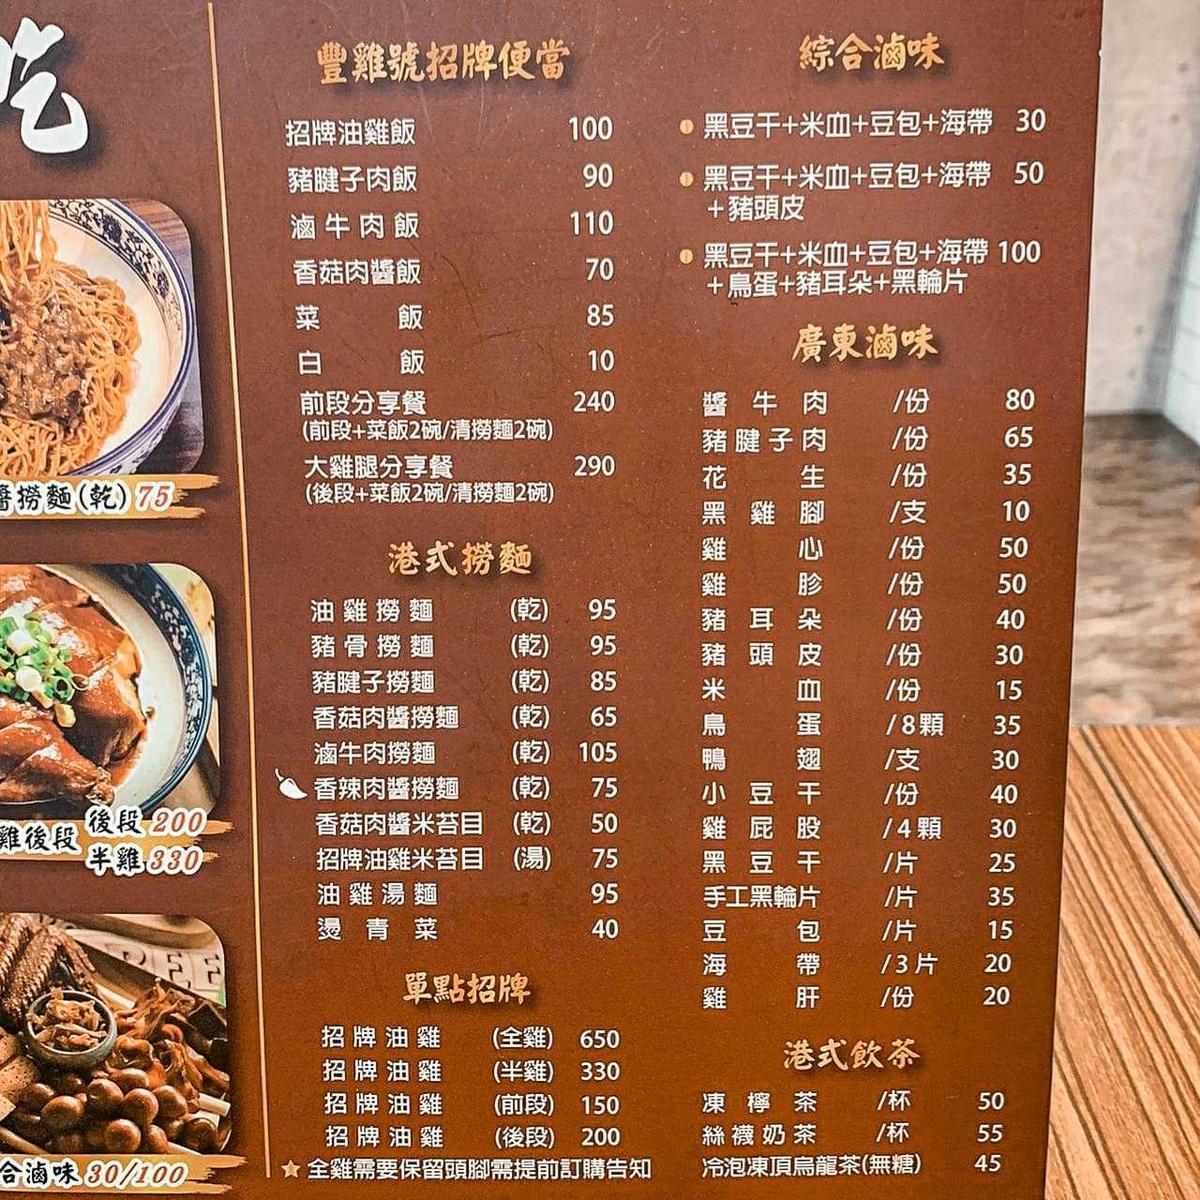 吃
醬撈麵(乾) 75
雞後段 後段 200
半雞 330
合滷味 30/100
豐雞號招牌便當
招牌油雞飯 100
豬腱子肉飯 90
滷牛肉飯 110
香菇肉醬飯 70
菜飯 85
白飯 10
前段分享餐 240
(前段+菜飯2碗/清撈麵2碗)
大雞腿分享餐 290
(後段+菜飯2碗/清撈麵2碗)
港式撈麵
油雞撈麵 (乾) 95
豬骨撈麵 (乾) 95
豬腱子撈麵 (乾) 85
香菇肉醬撈麵 (乾) 65
滷牛肉撈麵 (乾) 105
香辣肉醬撈麵 (乾) 75
香菇肉醬米苔目 (乾) 50
招牌油雞米苔目 (湯) 75
油雞湯麵 95
燙青菜 40
單點招牌
招牌油雞 (全雞) 650
招牌油雞 (半雞) 330
招牌油雞 (前段) 150
招牌油雞 (後段) 200
☆全雞需要保留頭腳需提前訂購告知
綜合滷味
黑豆干+米血+豆包+海帶 30
黑豆干+米血+豆包+海帶 50
+豬頭皮
黑豆干+米血+豆包+海帶 100
+鳥蛋+豬耳朵+黑輪片
廣東滷味
醬牛肉 /份 80
豬腱子肉 /份 65
花生 /份 35
黑雞腳 /支 10
雞心 /份 50
雞胗 /份 50
豬耳朵 /份 40
豬頭皮 /份 30
米血 /份 15
鳥蛋 /8顆 35
鴨翅 /支 30
小豆干 /份 40
雞屁股 /4顆 30
黑豆干 /片 25
手工黑輪片 /片 35
豆包 /片 15
海帶 /3片 20
雞肝 /份 20
港式飲茶
凍檸茶 /杯 50
絲襪奶茶 /杯 55
冷泡凍頂烏龍茶(無糖) 45